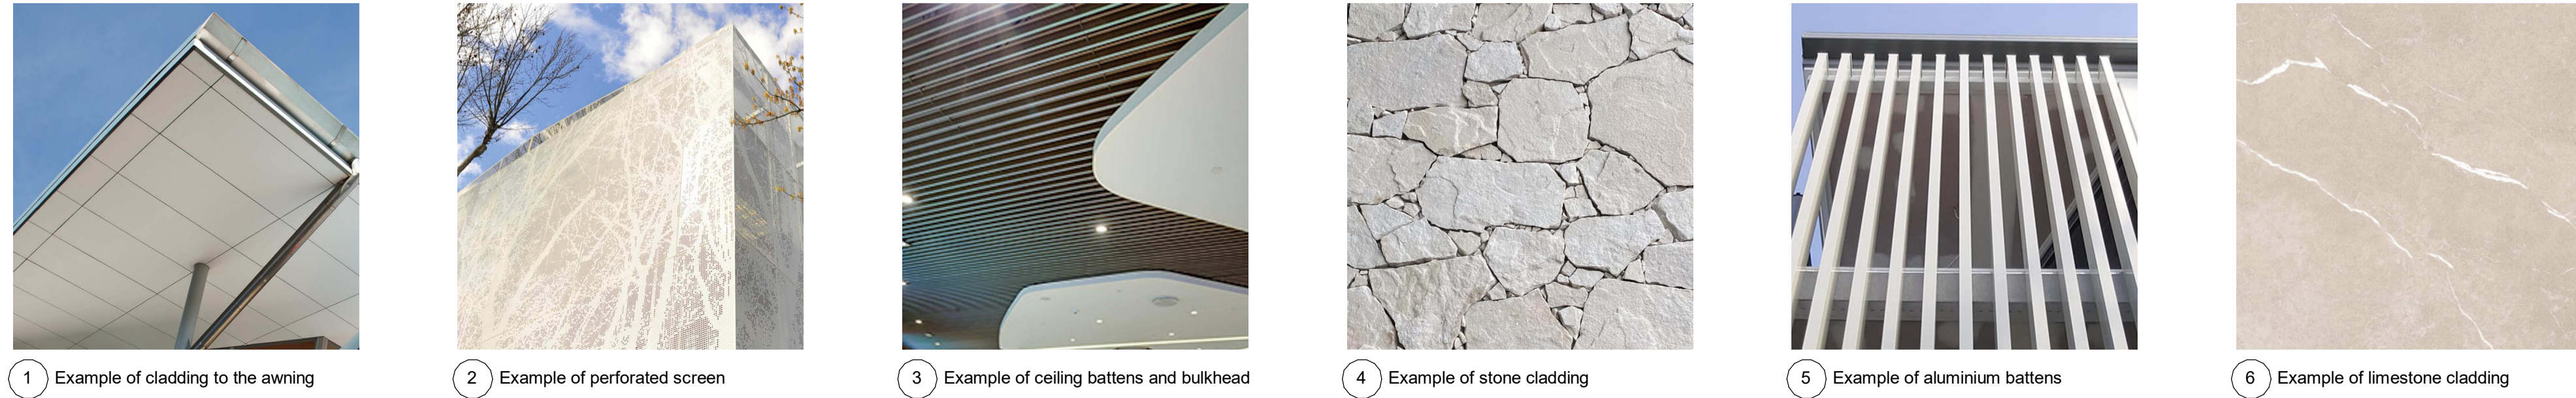 1 Example of cladding to the awning
2 Example of perforated screen
3 Example of ceiling battens and bulkhead
4 Example of stone cladding
5 Example of aluminium battens
6 Example of limestone cladding